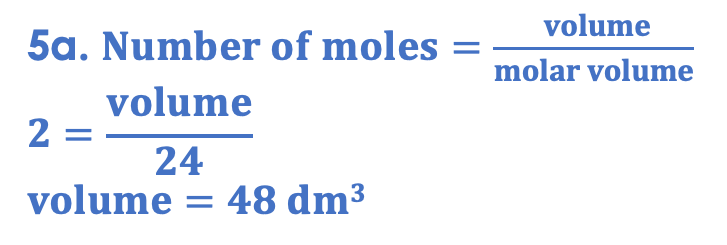 5a. Number of moles = volume / molar volume
2 = volume / 24
volume = 48 dm³